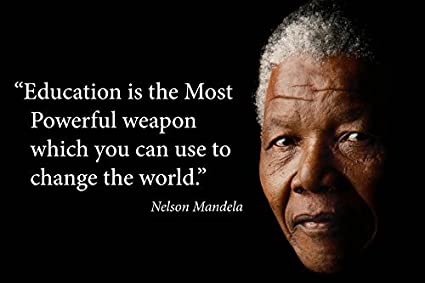 “Education is the Most
Powerful weapon
which you can use to
change the world.”
Nelson Mandela